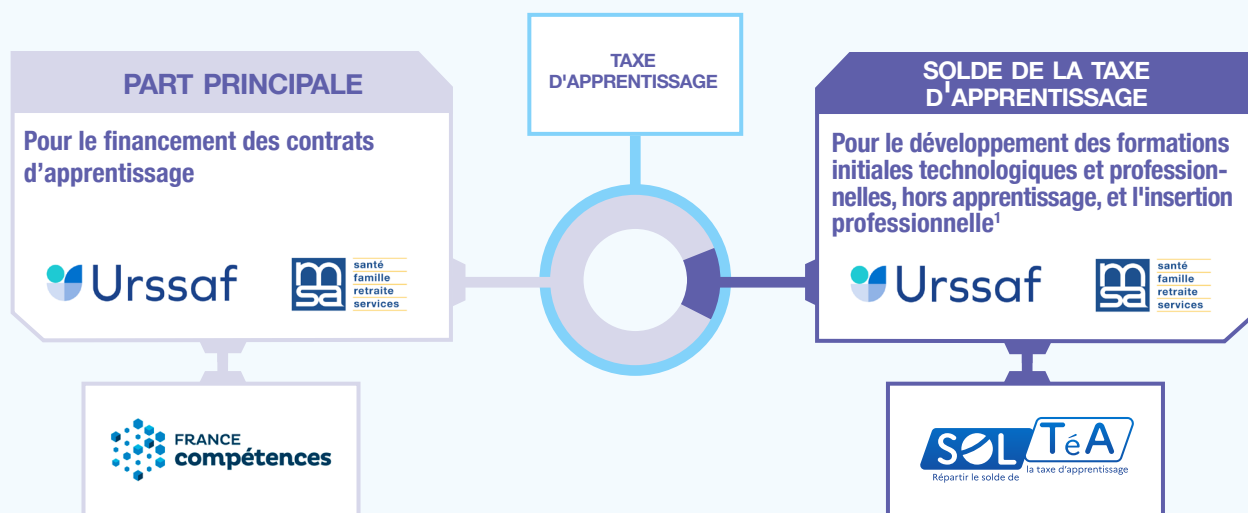 TAXE
D'APPRENTISSAGE
PART PRINCIPALE
Pour le financement des contrats
d'apprentissage
Urssaf
msa
santé
famille
retraite
services
FRANCE
compétences
SOLDE DE LA TAXE
D'APPRENTISSAGE
Pour le développement des formations
initiales technologiques et profession-
nelles, hors apprentissage, et l'insertion
professionnelle¹
Urssaf
msa
santé
famille
retraite
services
SOLTéA
Répartir le solde de
la taxe d'apprentissage